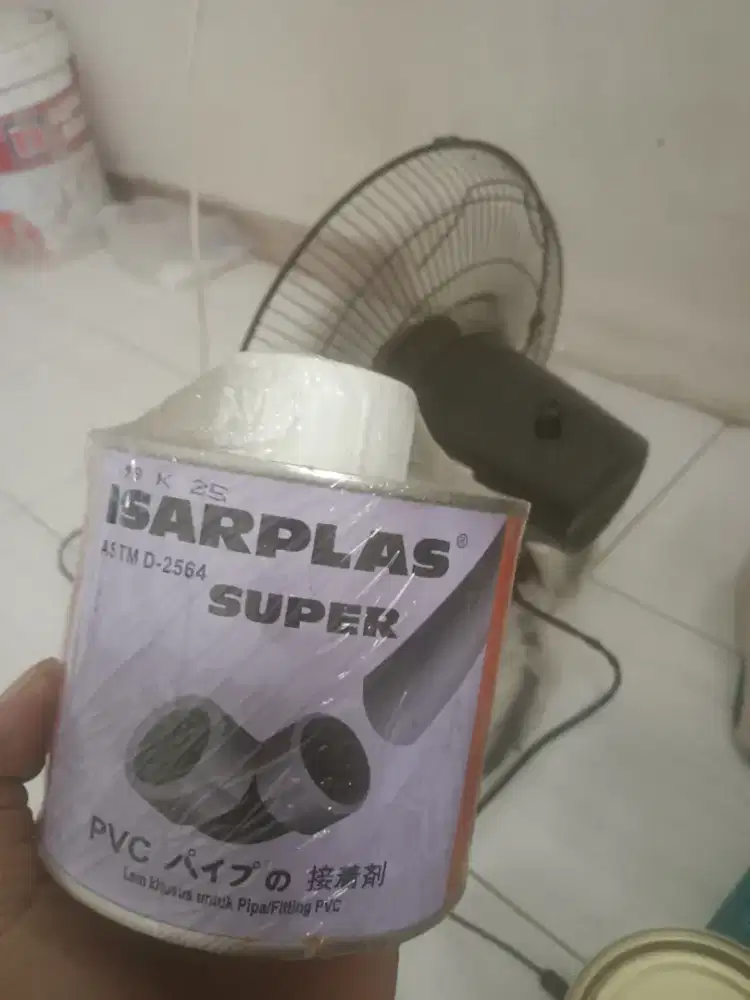 K 25
ISARPLAS®
ASTM D-2564
SUPER
PVC パイプの 接着剤
Lem khusus untuk Pipa/Fitting PVC